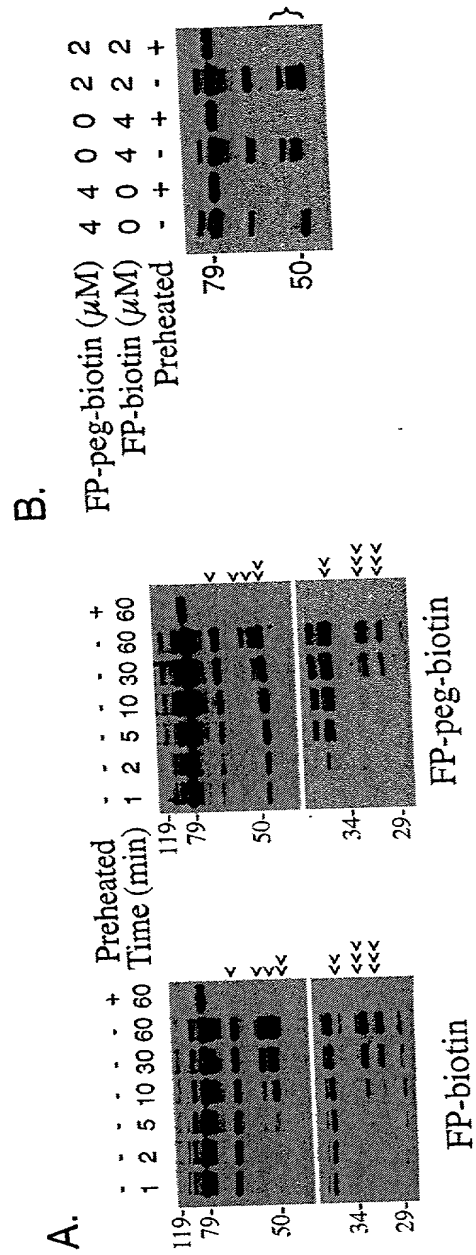 A.
- - - - - - + Preheated
1 2 5 10 30 60 60 Time (min)
119-
79-
50-
34-
29-
FP-biotin
- - - - - - +
1 2 5 10 30 60 60
119-
79-
50-
34-
29-
FP-peg-biotin
B.
FP-peg-biotin (μM) 4 4 0 0 2 2
FP-biotin (μM) 0 0 4 4 2 2
Preheated - + - + - +
79-
50-